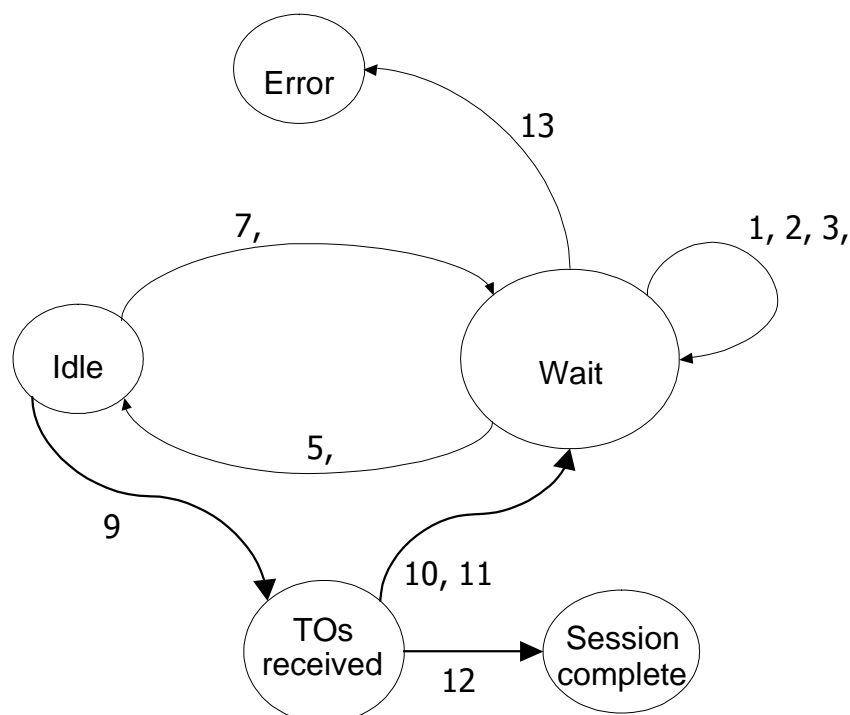 Error
13
7,
1, 2, 3,
Idle
Wait
5,
9
10, 11
TOs
received
Session
complete
12